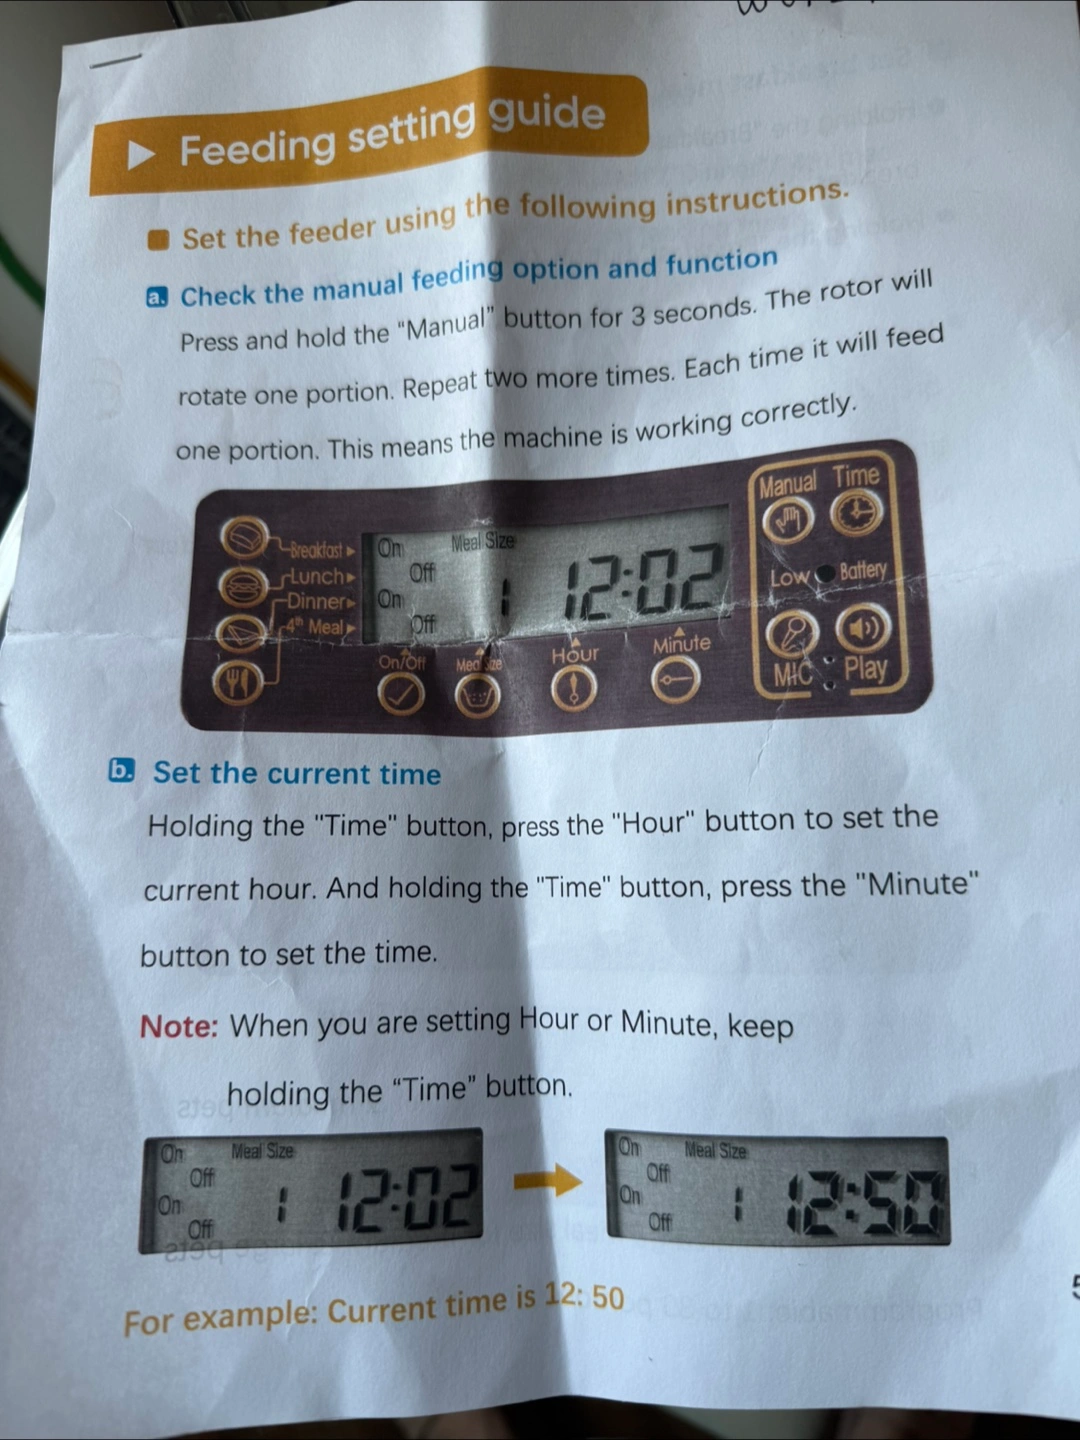 ▶ Feeding setting guide
Set the feeder using the following instructions.
a. Check the manual feeding option and function
Press and hold the “Manual” button for 3 seconds. The rotor will
rotate one portion. Repeat two more times. Each time it will feed
one portion. This means the machine is working correctly.
Manual Time
Breakfast On Meal Size
Lunch Off 1 12:02
Dinner On
4th Meal Off
Low Battery
On/Off Meal Size Hour Minute
MIC Play
b. Set the current time
Holding the "Time" button, press the "Hour" button to set the
current hour. And holding the "Time" button, press the "Minute"
button to set the time.
Note: When you are setting Hour or Minute, keep
holding the “Time” button.
On Meal Size
Off
On 1 12:02
Off
On Meal Size
Off
On 1 12:50
Off
For example: Current time is 12: 50